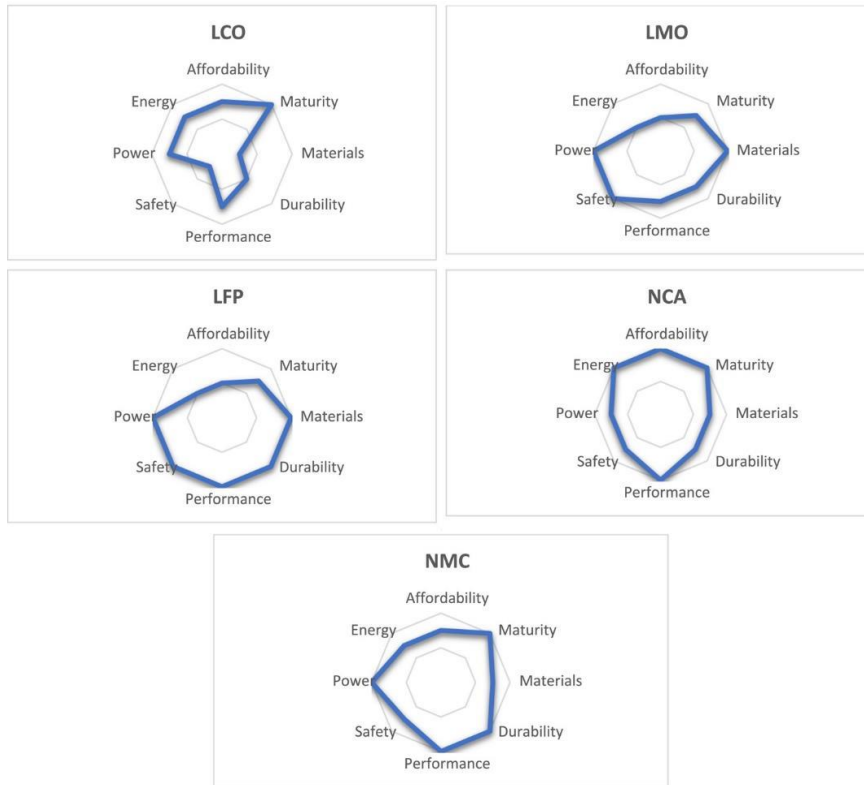 LCO
Affordability
Energy
Maturity
Power
Materials
Safety
Durability
Performance
LMO
Affordability
Energy
Maturity
Power
Materials
Safety
Durability
Performance
LFP
Affordability
Energy
Maturity
Power
Materials
Safety
Durability
Performance
NCA
Affordability
Energy
Maturity
Power
Materials
Safety
Durability
Performance
NMC
Affordability
Energy
Maturity
Power
Materials
Safety
Durability
Performance